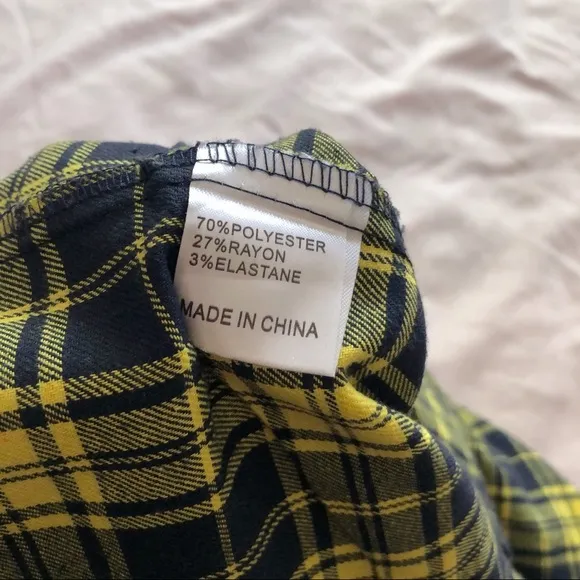 70%POLYESTER
27%RAYON
3%ELASTANE
MADE IN CHINA